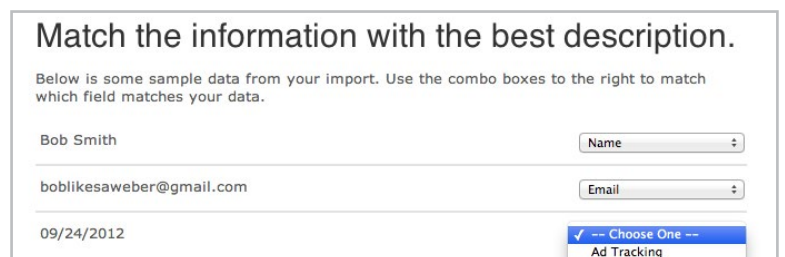 Match the information with the best description.
Below is some sample data from your import. Use the combo boxes to the right to match
which field matches your data.
Bob Smith Name
boblikesaweber@gmail.com Email
09/24/2012 ✓ -- Choose One --
Ad Tracking